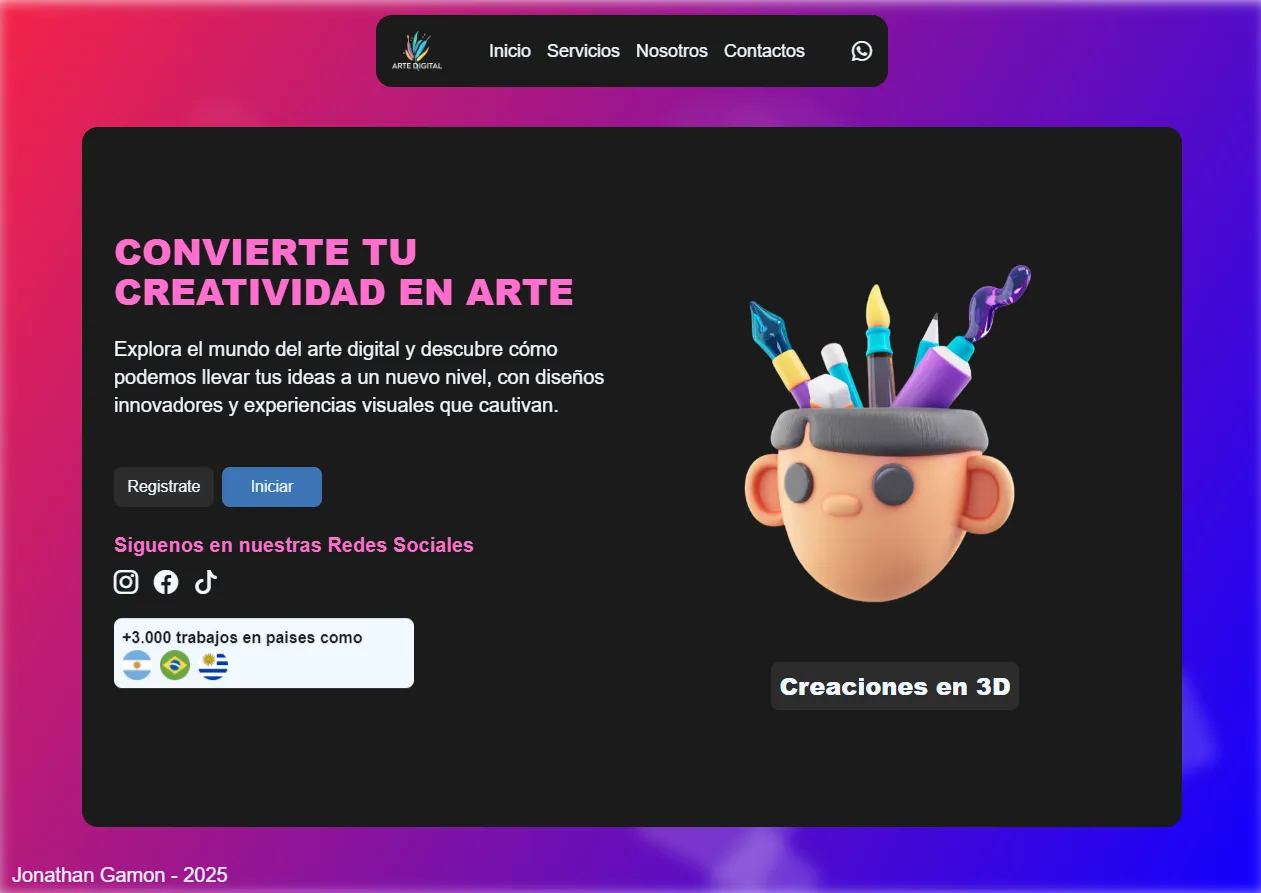 ARTE DIGITAL
Inicio Servicios Nosotros Contactos
CONVIERTE TU
CREATIVIDAD EN ARTE
Explora el mundo del arte digital y descubre cómo
podemos llevar tus ideas a un nuevo nivel, con diseños
innovadores y experiencias visuales que cautivan.
Registrate Iniciar
Siguenos en nuestras Redes Sociales
+3.000 trabajos en paises como
Creaciones en 3D
Jonathan Gamon - 2025